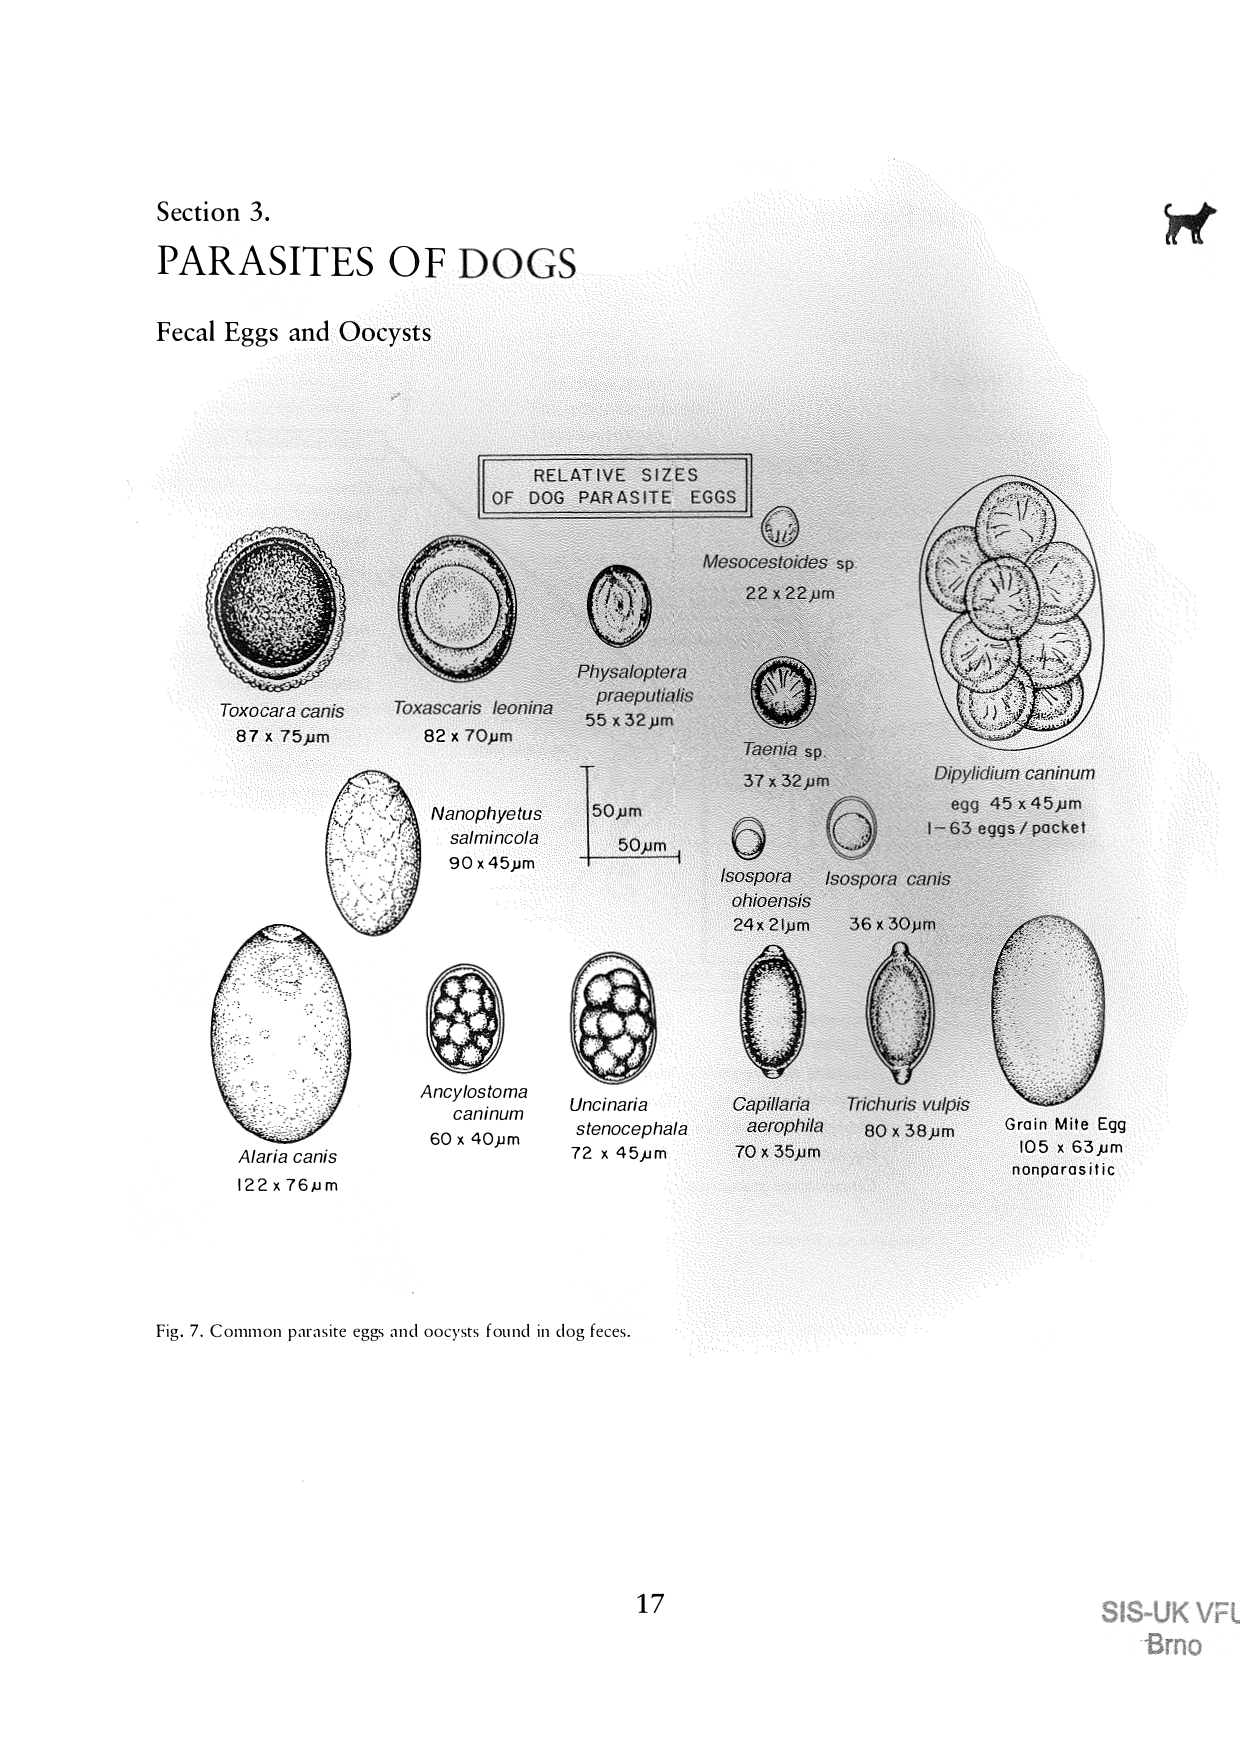 Section 3.
PARASITES OF DOGS
Fecal Eggs and Oocysts
RELATIVE SIZES
OF DOG PARASITE EGGS
Mesocestoides sp.
22 x 22 µm
Toxocara canis
87 x 75 µm
Toxascaris leonina
82 x 70 µm
Physaloptera
praeputialis
55 x 32 µm
Taenia sp.
37 x 32 µm
Dipylidium caninum
egg 45 x 45 µm
1-63 eggs / packet
Nanophyetus
salmincola
90 x 45 µm
50 µm
50 µm
Isospora
ohioensis
24 x 21 µm
Isospora canis
36 x 30 µm
Alaria canis
122 x 76 µm
Ancylostoma
caninum
60 x 40 µm
Uncinaria
stenocephala
72 x 45 µm
Capillaria
aerophila
70 x 35 µm
Trichuris vulpis
80 x 38 µm
Grain Mite Egg
105 x 63 µm
nonparasitic
Fig. 7. Common parasite eggs and oocysts found in dog feces.
17
SIS-UK VFU
Brno